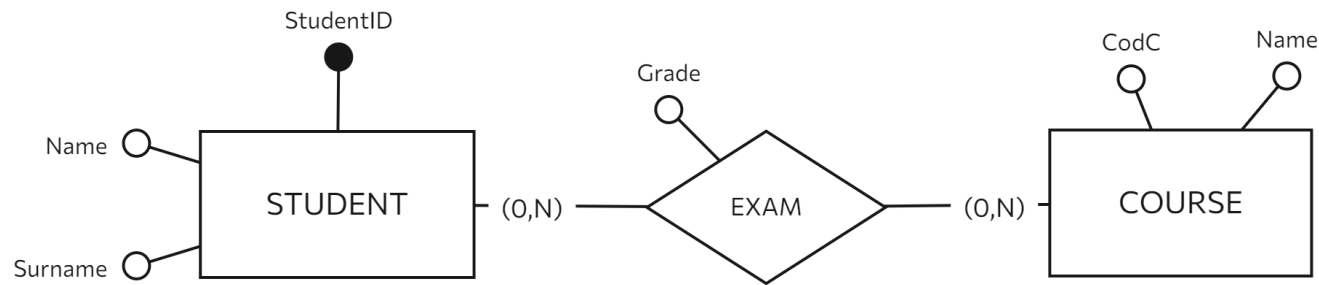 StudentID
Name
Surname
STUDENT
(0,N)
Grade
EXAM
(0,N)
CodC
Name
COURSE